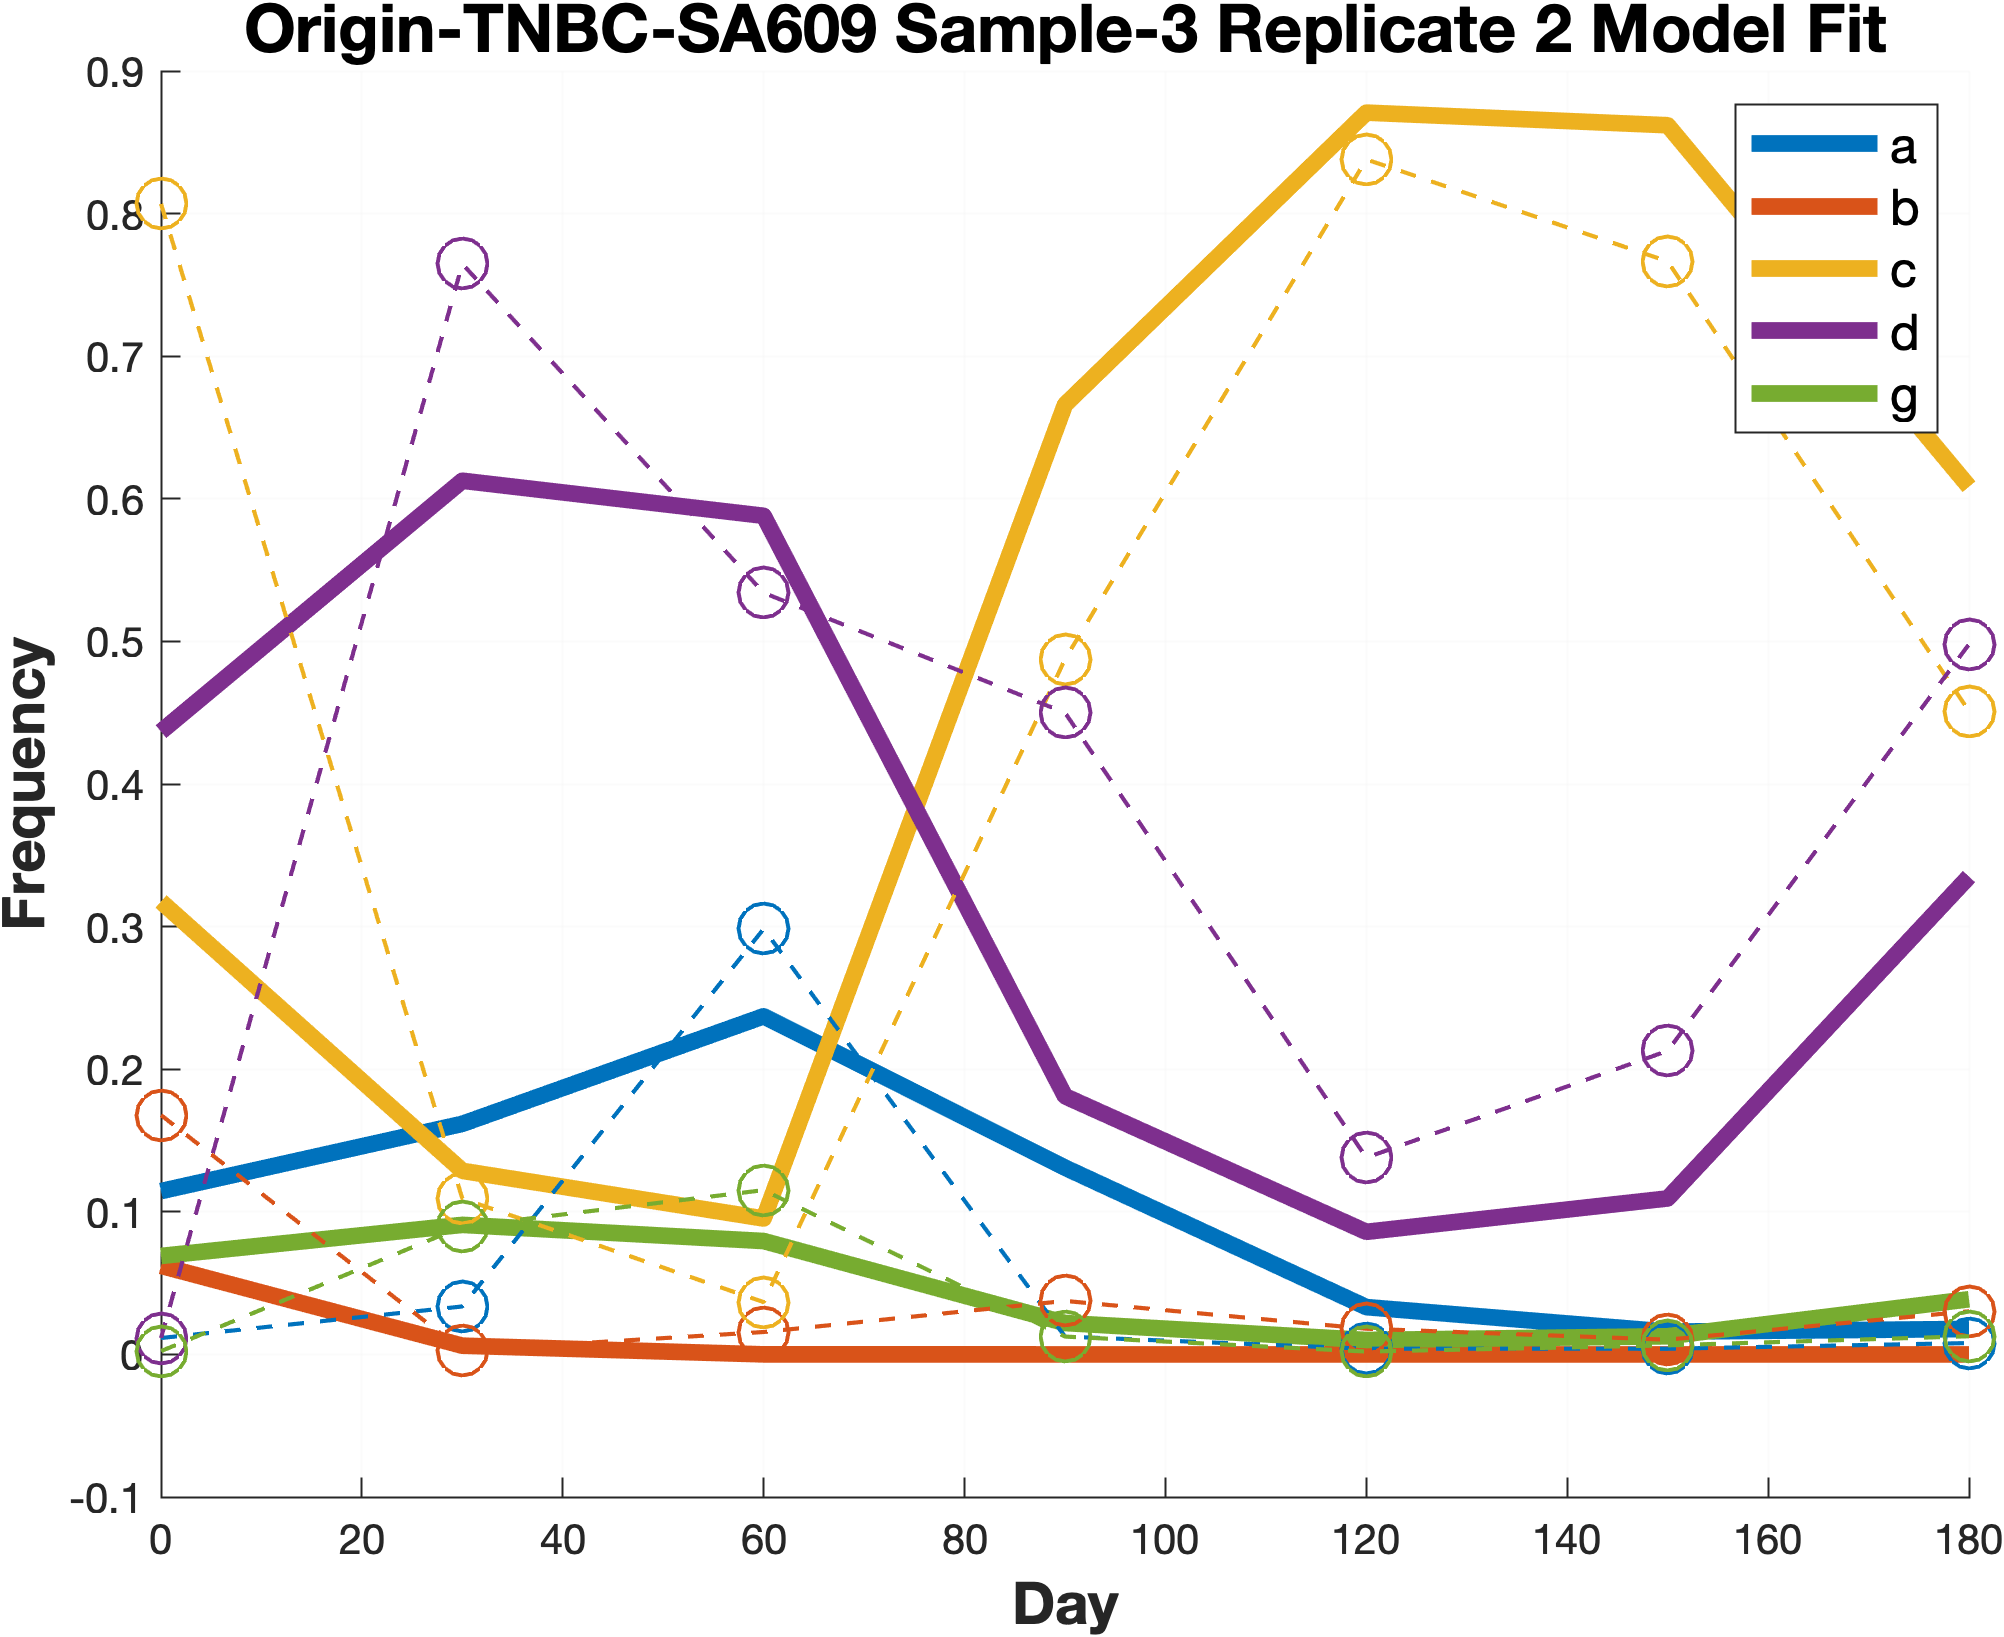 Origin-TNBC-SA609 Sample-3 Replicate 2 Model Fit
0.9
0.8
0.7
0.6
0.5
0.4
0.3
0.2
0.1
0
-0.1
Frequency
a
b
c
d
g
0 20 40 60 80 100 120 140 160 180
Day